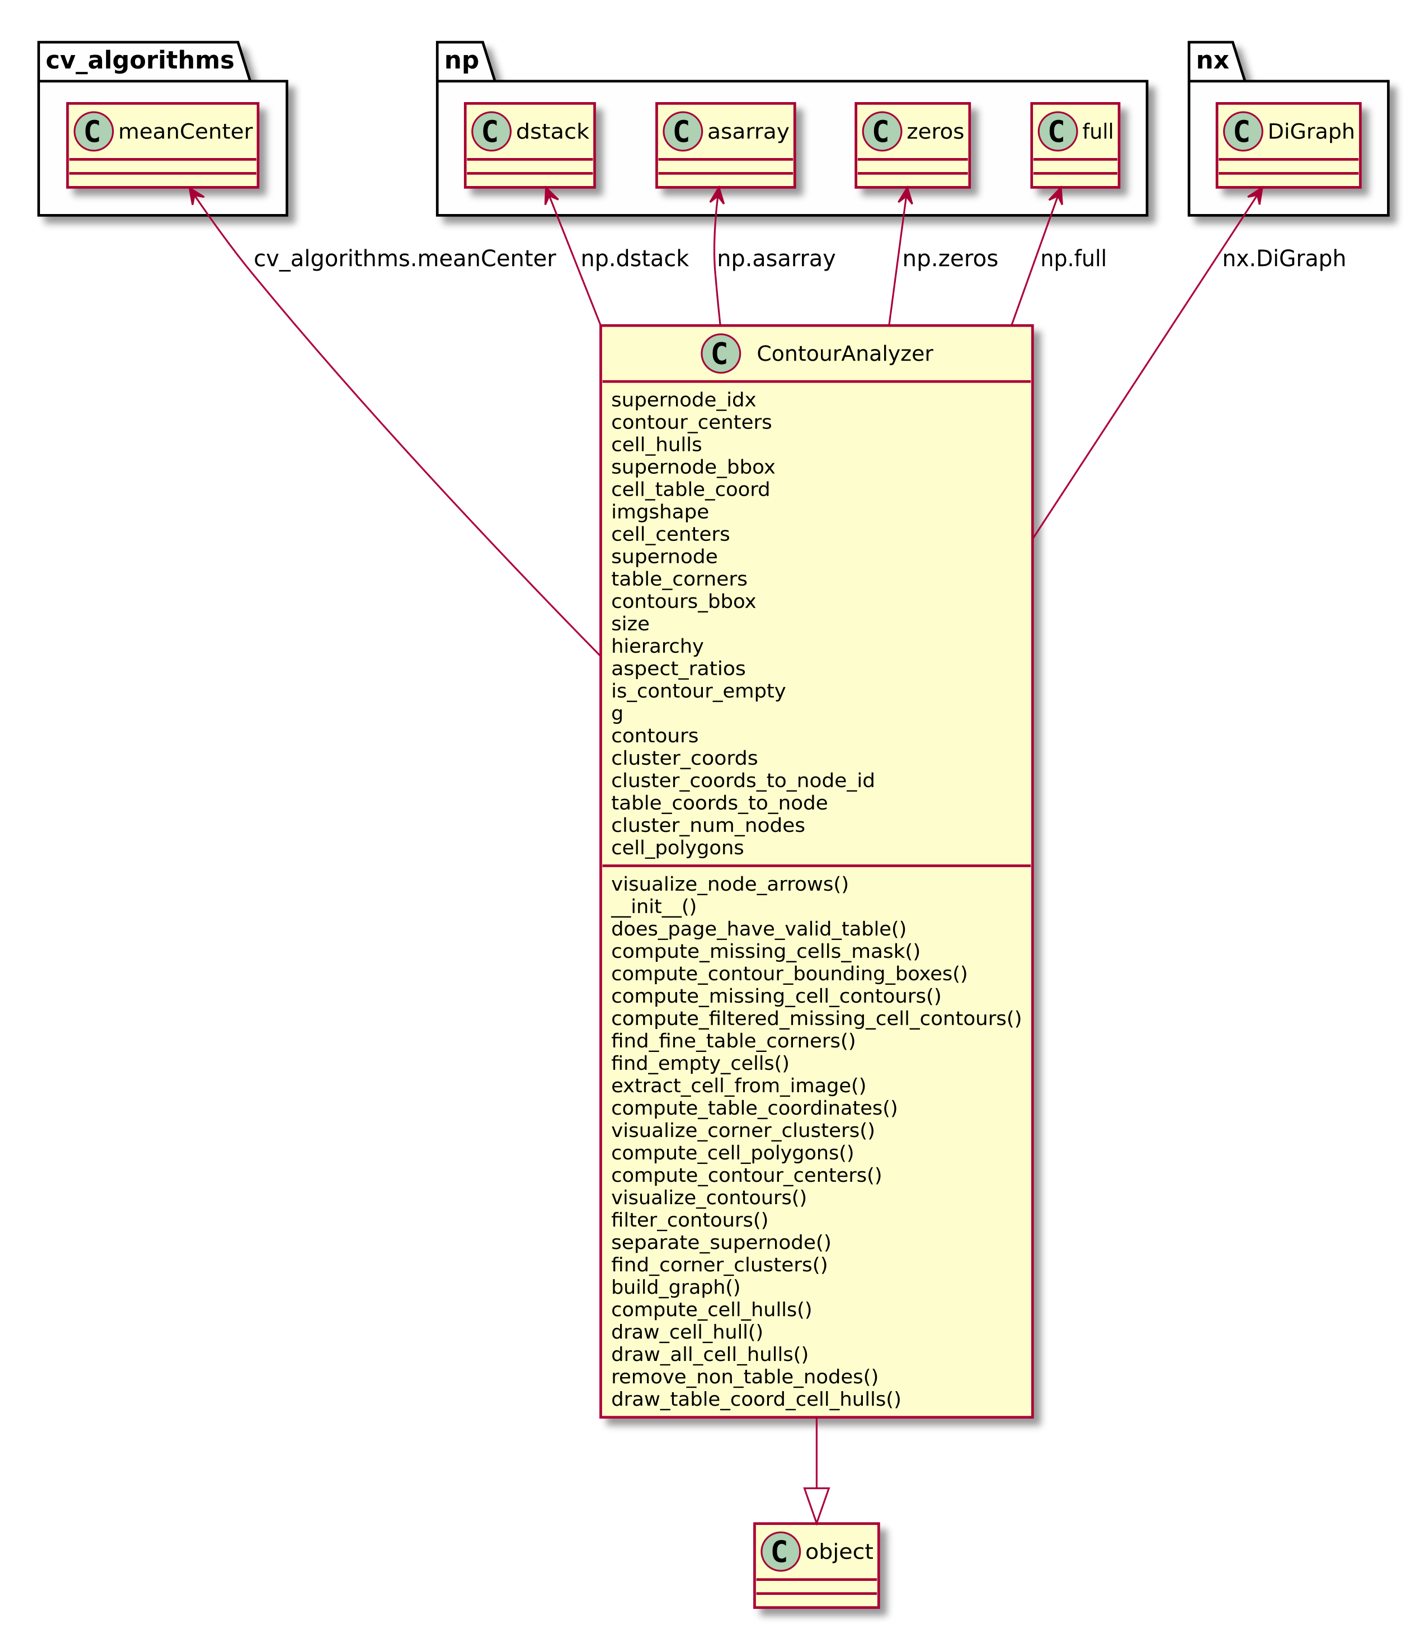 cv_algorithms
np
nx
C meanCenter
C dstack
C asarray
C zeros
C full
C DiGraph
cv_algorithms.meanCenter
np.dstack
np.asarray
np.zeros
np.full
nx.DiGraph
C ContourAnalyzer
supernode_idx
contour_centers
cell_hulls
supernode_bbox
cell_table_coord
imgshape
cell_centers
supernode
table_corners
contours_bbox
size
hierarchy
aspect_ratios
is_contour_empty
g
contours
cluster_coords
cluster_coords_to_node_id
table_coords_to_node
cluster_num_nodes
cell_polygons
visualize_node_arrows()
__init__()
does_page_have_valid_table()
compute_missing_cells_mask()
compute_contour_bounding_boxes()
compute_missing_cell_contours()
compute_filtered_missing_cell_contours()
find_fine_table_corners()
find_empty_cells()
extract_cell_from_image()
compute_table_coordinates()
visualize_corner_clusters()
compute_cell_polygons()
compute_contour_centers()
visualize_contours()
filter_contours()
separate_supernode()
find_corner_clusters()
build_graph()
compute_cell_hulls()
draw_cell_hull()
draw_all_cell_hulls()
remove_non_table_nodes()
draw_table_coord_cell_hulls()
C object